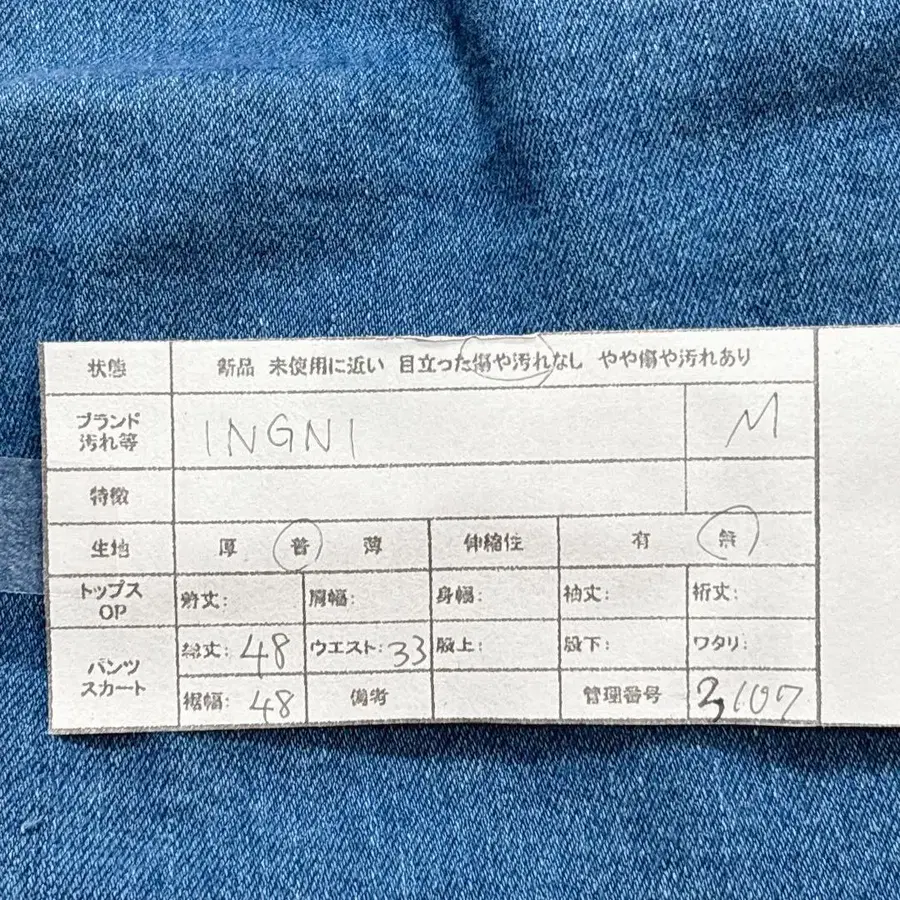 状態 新品 未使用に近い 目立った傷や汚れなし やや傷や汚れあり
ブランド
汚れ等 INGNI M
特徴
生地 厚 普 薄 伸縮性 有 無
トップス
OP 身丈: 肩幅: 身幅: 袖丈: 裄丈:
パンツ
スカート 総丈: 48 ウエスト: 33 股上: 股下: ワタリ:
裾幅: 48 備考 管理番号 3107